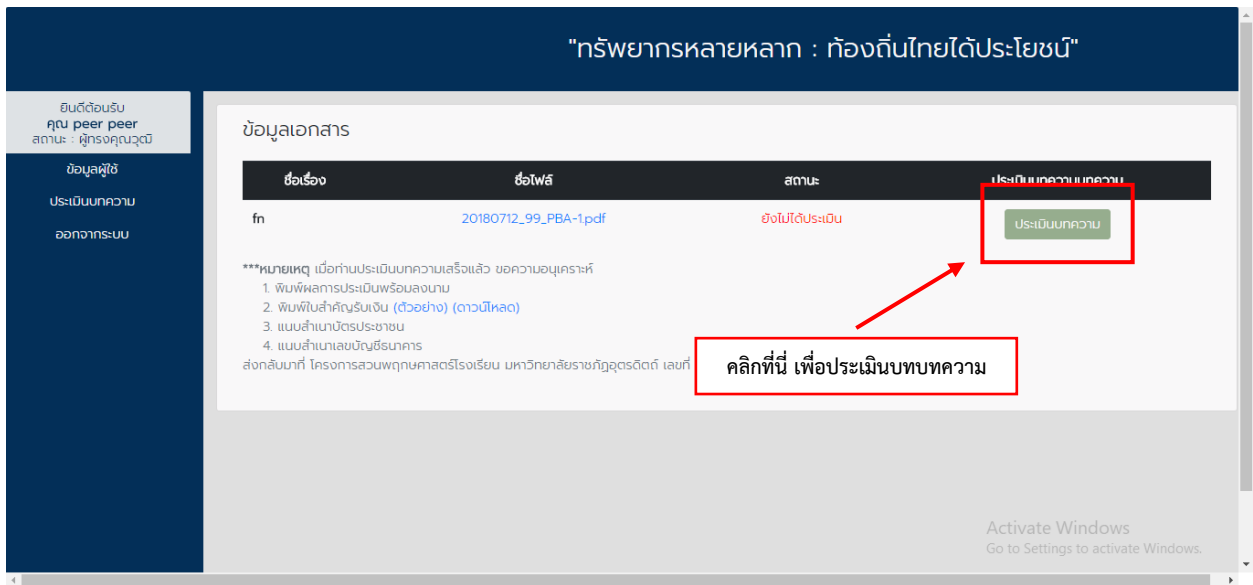 "ทรัพยากรหลายหลาก : ท้องถิ่นไทยได้ประโยชน์"
ยินดีต้อนรับ
คุณ peer peer
สถานะ : ผู้ทรงคุณวุฒิ
ข้อมูลผู้ใช้
ประเมินบทความ
ออกจากระบบ
ข้อมูลเอกสาร
ชื่อเรื่อง ชื่อไฟล์ สถานะ ประเมินบทความบทความ
fn 20180712_99_PBA-1.pdf ยังไม่ได้ประเมิน ประเมินบทความ
***หมายเหตุ เมื่อท่านประเมินบทความเสร็จแล้ว ขอความอนุเคราะห์
1. พิมพ์ผลการประเมินพร้อมลงนาม
2. พิมพ์ใบสำคัญรับเงิน (ตัวอย่าง) (ดาวน์โหลด)
3. แนบสำเนาบัตรประชาชน
4. แนบสำเนาเลขบัญชีธนาคาร
ส่งกลับมาที่ โครงการสวนพฤกษศาสตร์โรงเรียน มหาวิทยาลัยราชภัฏอุตรดิตถ์ เลขที่
คลิกที่นี่ เพื่อประเมินบทบทความ
Activate Windows
Go to Settings to activate Windows.